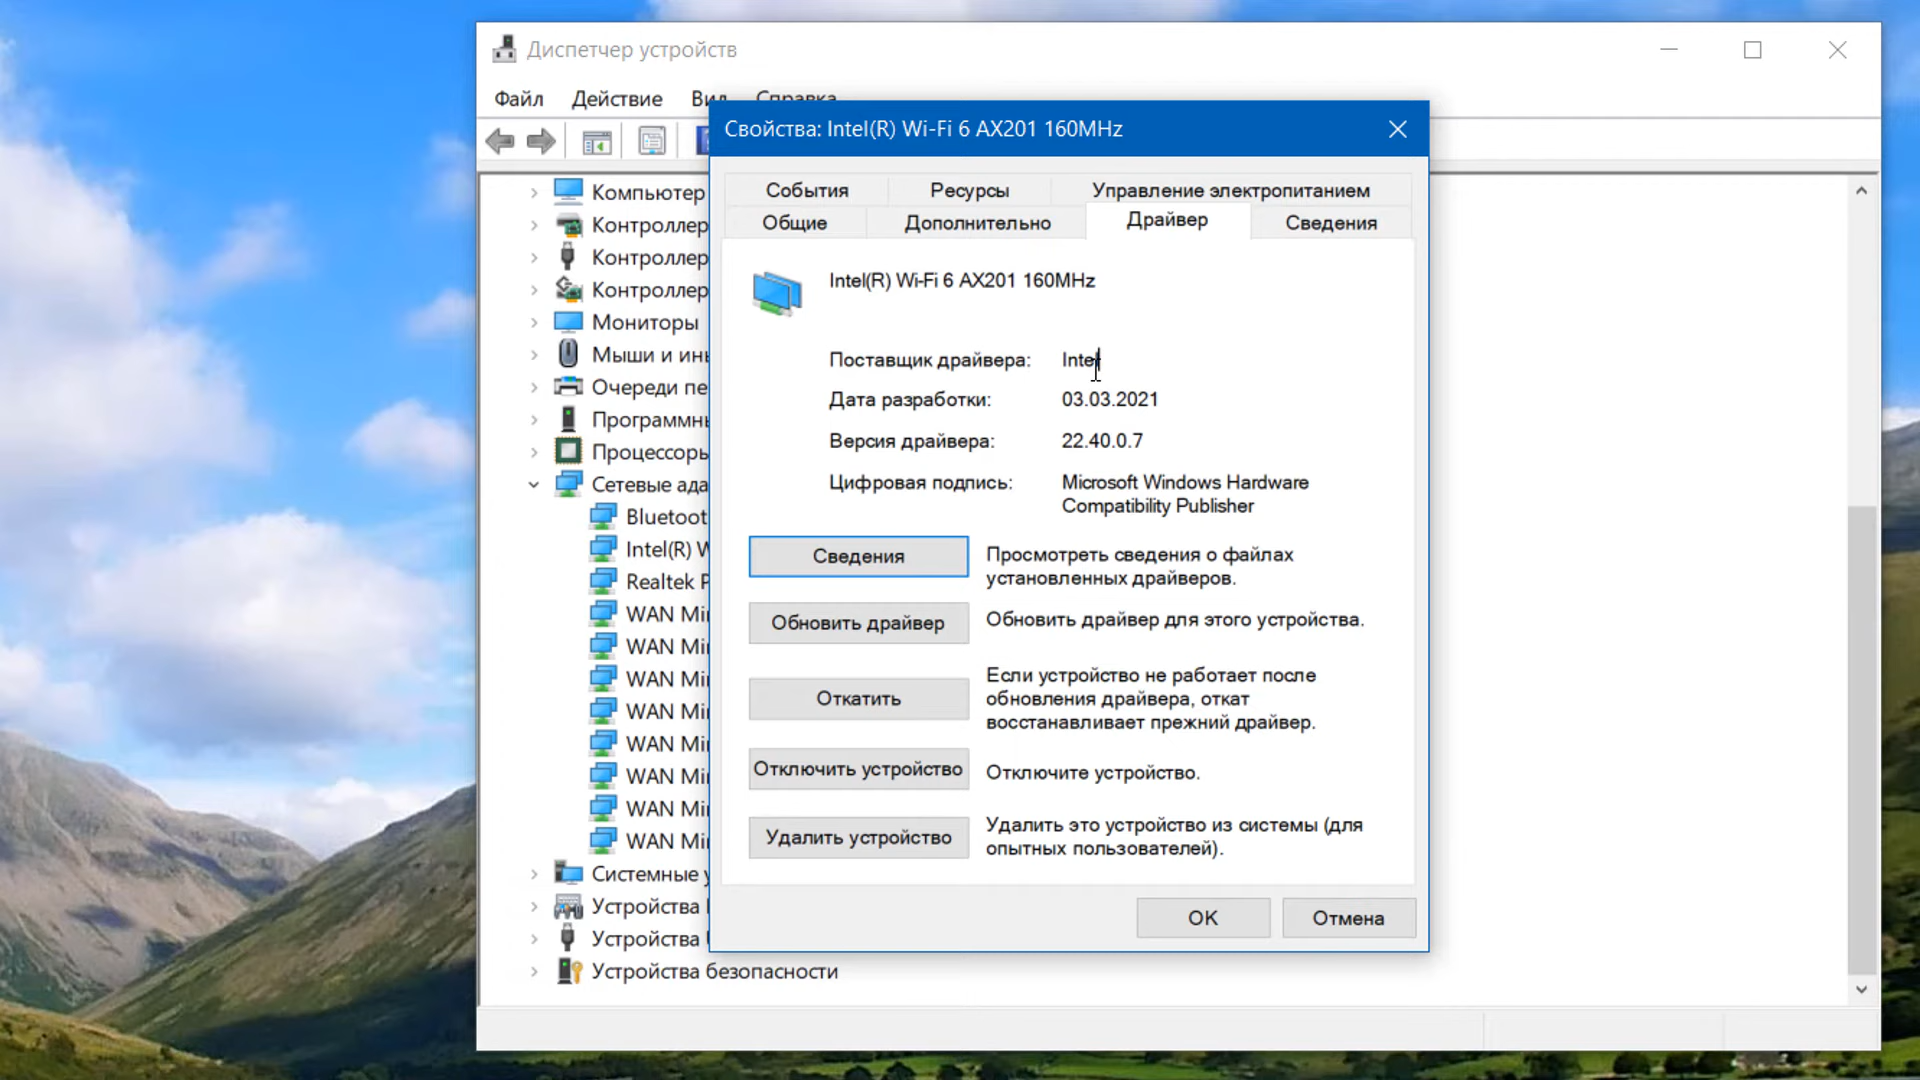 Диспетчер устройств
Файл Действие Вид Справка
Свойства: Intel(R) Wi-Fi 6 AX201 160MHz
События Ресурсы Управление электропитанием
Общие Дополнительно Драйвер Сведения
Intel(R) Wi-Fi 6 AX201 160MHz
Поставщик драйвера: Intel
Дата разработки: 03.03.2021
Версия драйвера: 22.40.0.7
Цифровая подпись: Microsoft Windows Hardware
Compatibility Publisher
Сведения
Просмотреть сведения о файлах
установленных драйверов.
Обновить драйвер
Обновить драйвер для этого устройства.
Откатить
Если устройство не работает после
обновления драйвера, откат
восстанавливает прежний драйвер.
Отключить устройство
Отключите устройство.
Удалить устройство
Удалить это устройство из системы (для
опытных пользователей).
OK Отмена
Компьютер
Контроллер
Контроллер
Контроллер
Мониторы
Мыши и ин
Очереди пе
Программн
Процессоры
Сетевые ада
Bluetoot
Intel(R) W
Realtek P
WAN Mi
WAN Mi
WAN Mi
WAN Mi
WAN Mi
WAN Mi
WAN Mi
WAN Mi
Системные у
Устройства
Устройства
Устройства безопасности